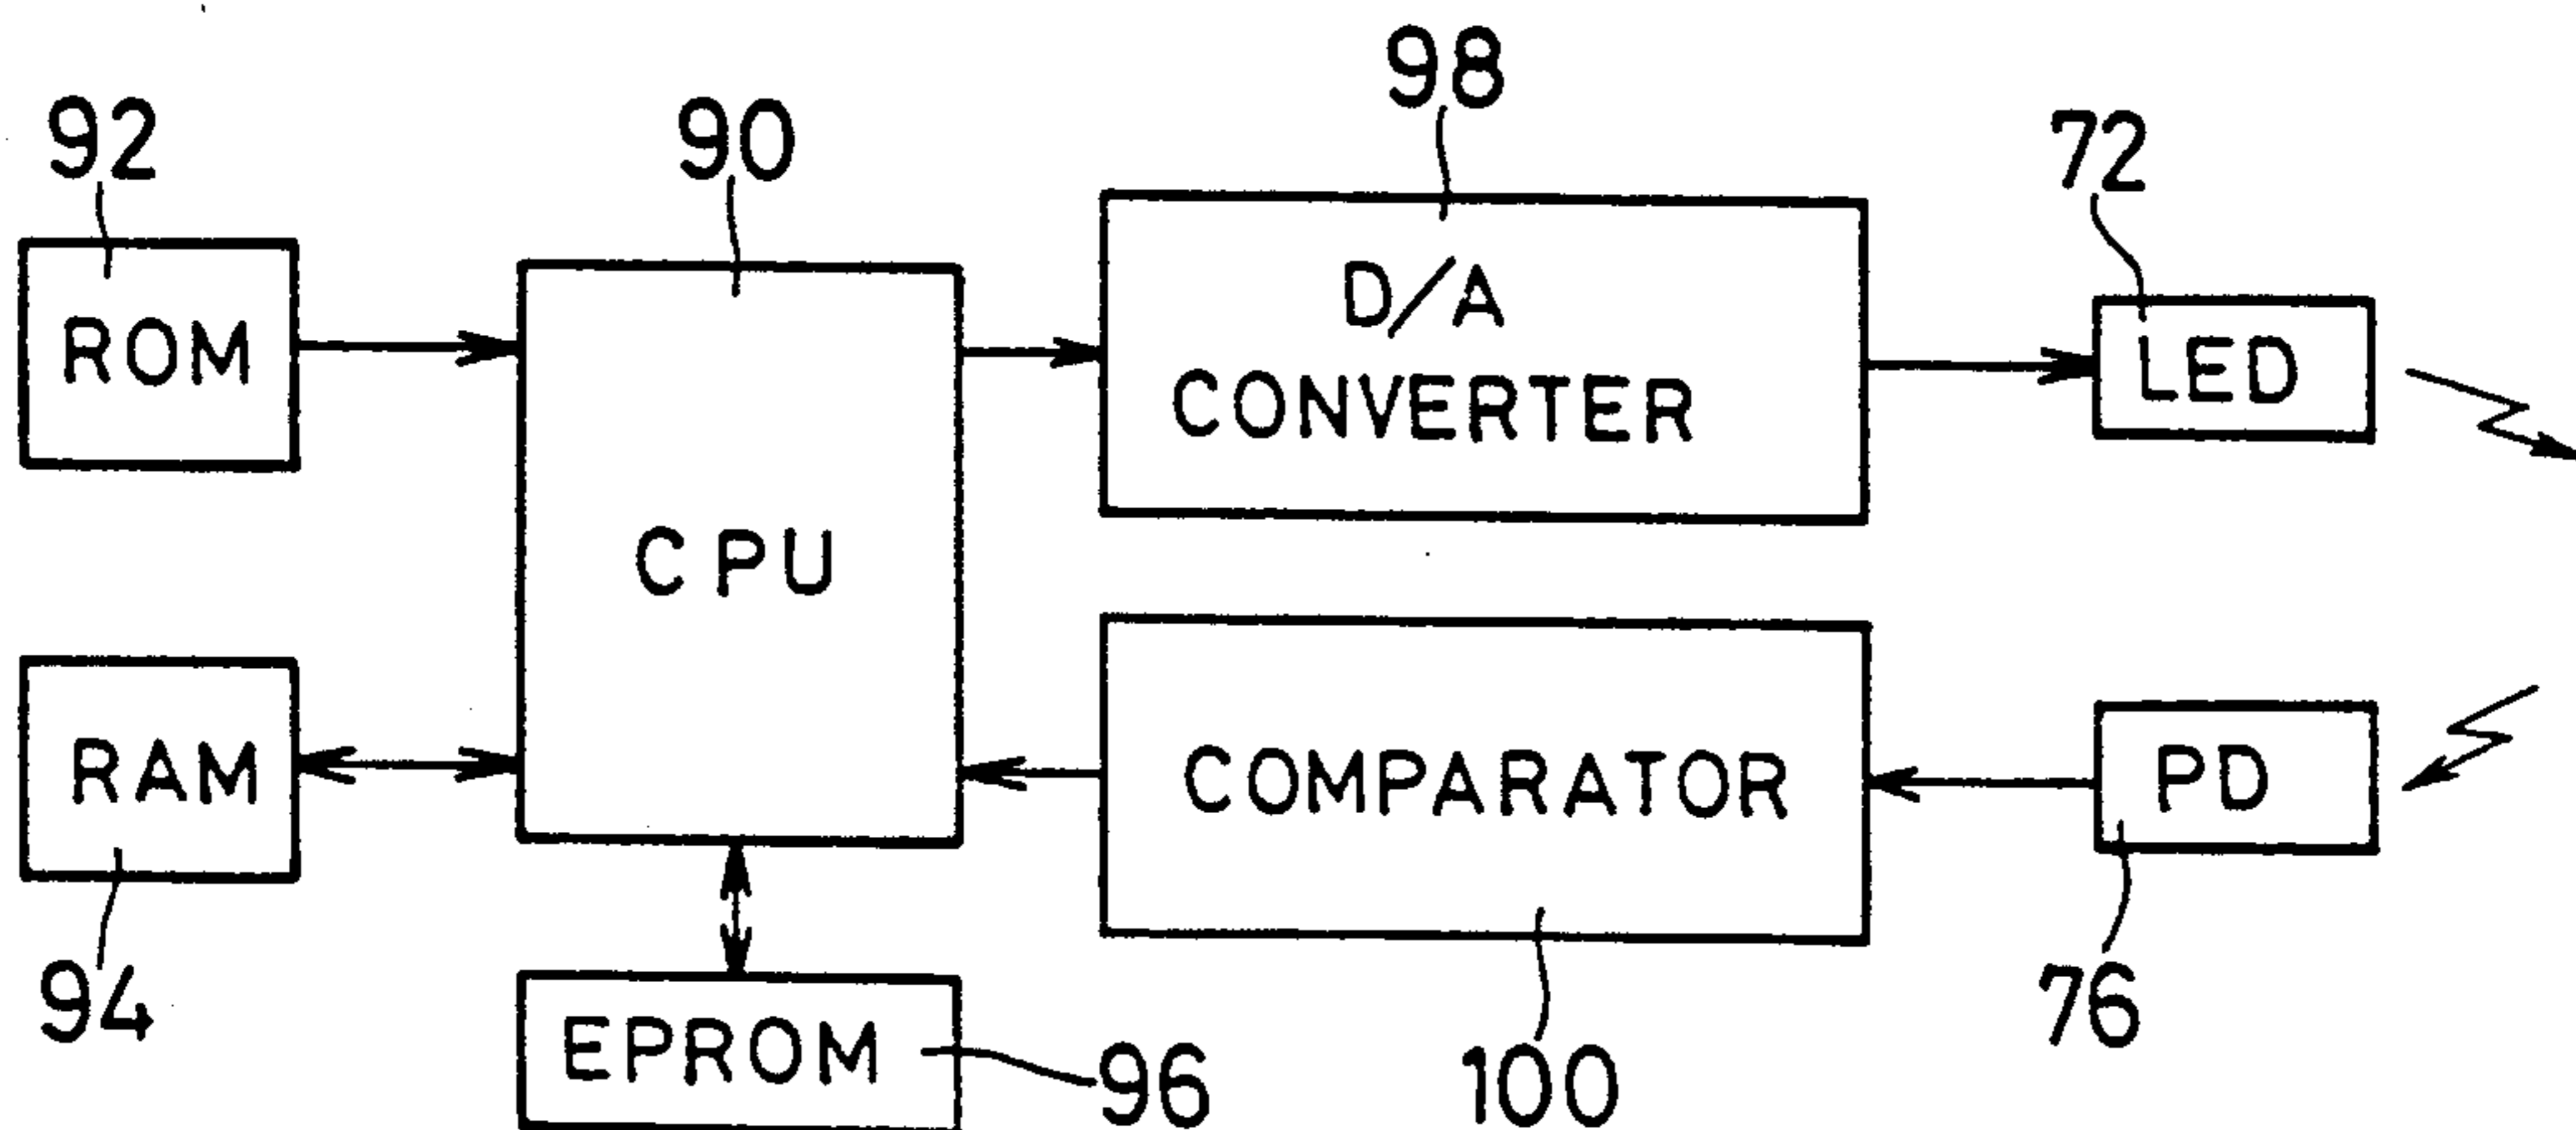 98
92
90
72
ROM
D/A
CONVERTER
LED
CPU
RAM
COMPARATOR
PD
94
EPROM
96
100
76